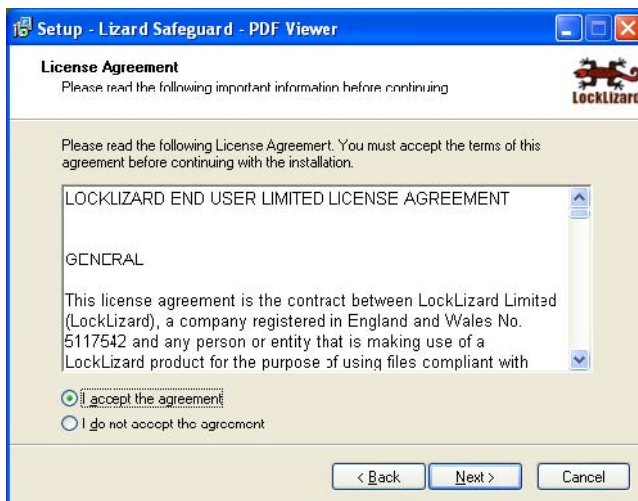 Setup - Lizard Safeguard - PDF Viewer
License Agreement
Please read the following important information before continuing
LockLizard
Please read the following License Agreement. You must accept the terms of this
agreement before continuing with the installation.
LOCKLIZARD END USER LIMITED LICENSE AGREEMENT
GENERAL
This license agreement is the contract between LockLizard Limited
(LockLizard), a company registered in England and Wales No.
5117542 and any person or entity that is making use of a
LockLizard product for the purpose of using files compliant with
I accept the agreement
I do not accept the agreement
< Back Next > Cancel